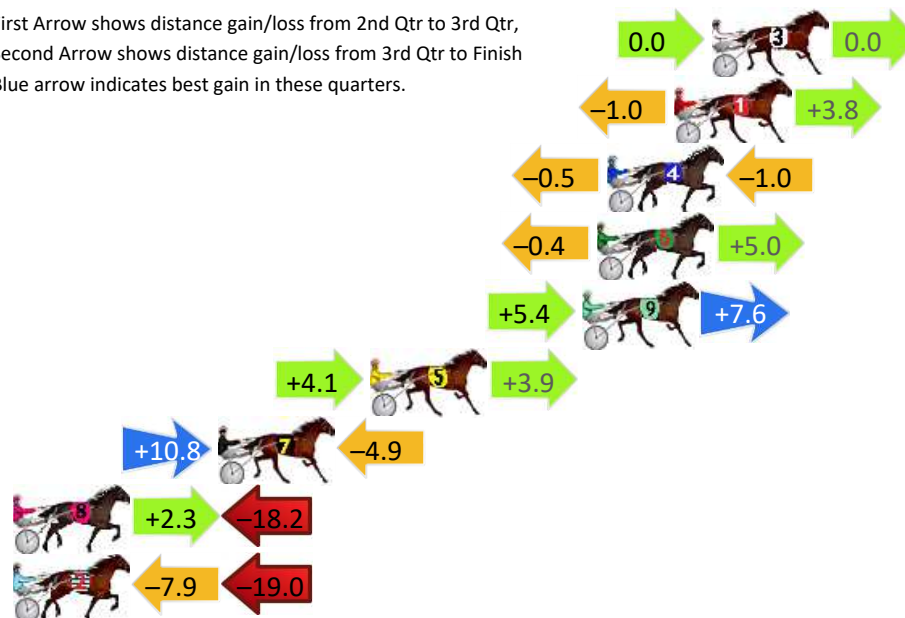 irst Arrow shows distance gain/loss from 2nd Qtr to 3rd Qtr,
econd Arrow shows distance gain/loss from 3rd Qtr to Finish
Blue arrow indicates best gain in these quarters.
0.0 3 0.0
–1.0 1 +3.8
–0.5 4 –1.0
–0.4 6 +5.0
+5.4 9 +7.6
+4.1 5 +3.9
+10.8 7 –4.9
8 +2.3 –18.2
2 –7.9 –19.0